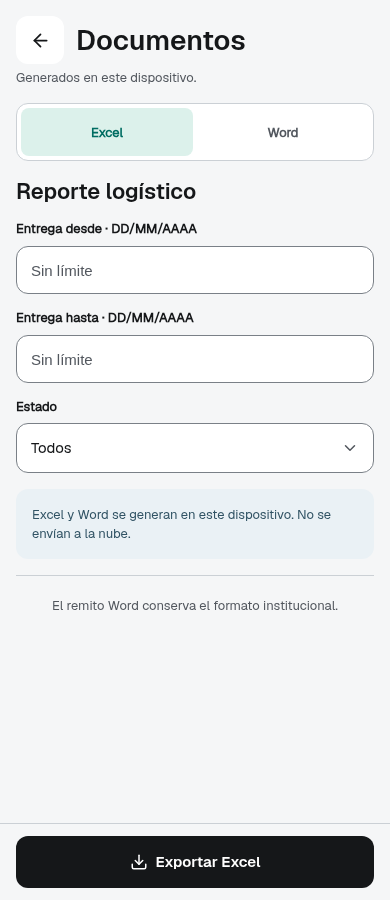 Documentos
Generados en este dispositivo.
Excel
Word
Reporte logístico
Entrega desde · DD/MM/AAAA
Sin límite
Entrega hasta · DD/MM/AAAA
Sin límite
Estado
Todos
Excel y Word se generan en este dispositivo. No se
envían a la nube.
El remito Word conserva el formato institucional.
Exportar Excel